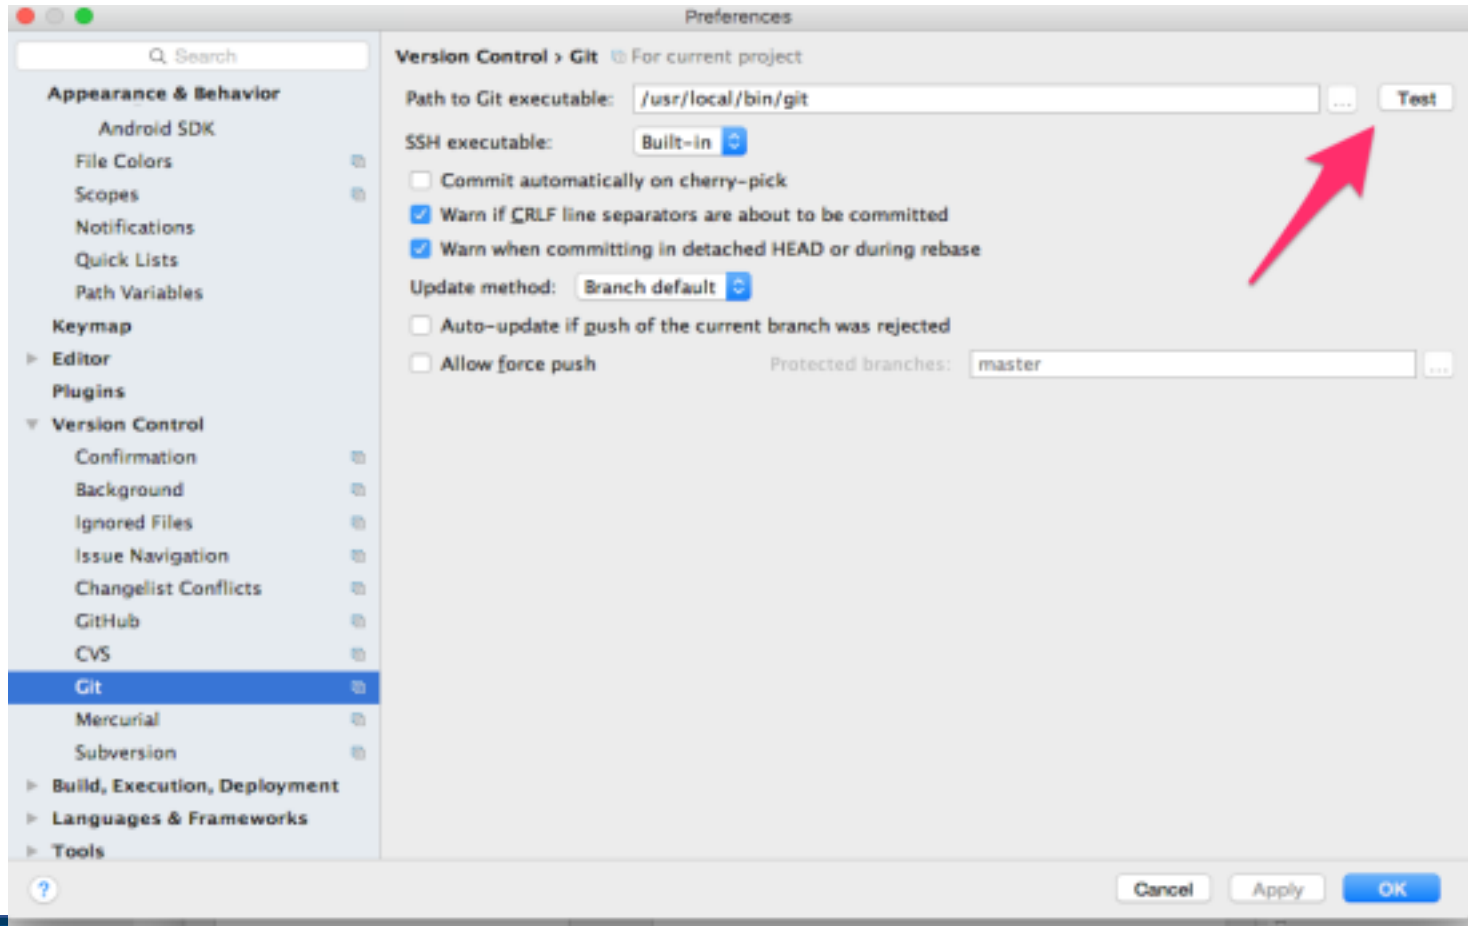 Preferences
Search
Appearance & Behavior
Android SDK
File Colors
Scopes
Notifications
Quick Lists
Path Variables
Keymap
Editor
Plugins
Version Control
Confirmation
Background
Ignored Files
Issue Navigation
Changelist Conflicts
GitHub
CVS
Git
Mercurial
Subversion
Build, Execution, Deployment
Languages & Frameworks
Tools
Version Control › Git For current project
Path to Git executable: /usr/local/bin/git ... Test
SSH executable: Built-in
Commit automatically on cherry-pick
Warn if CRLF line separators are about to be committed
Warn when committing in detached HEAD or during rebase
Update method: Branch default
Auto-update if push of the current branch was rejected
Allow force push Protected branches: master ...
? Cancel Apply OK